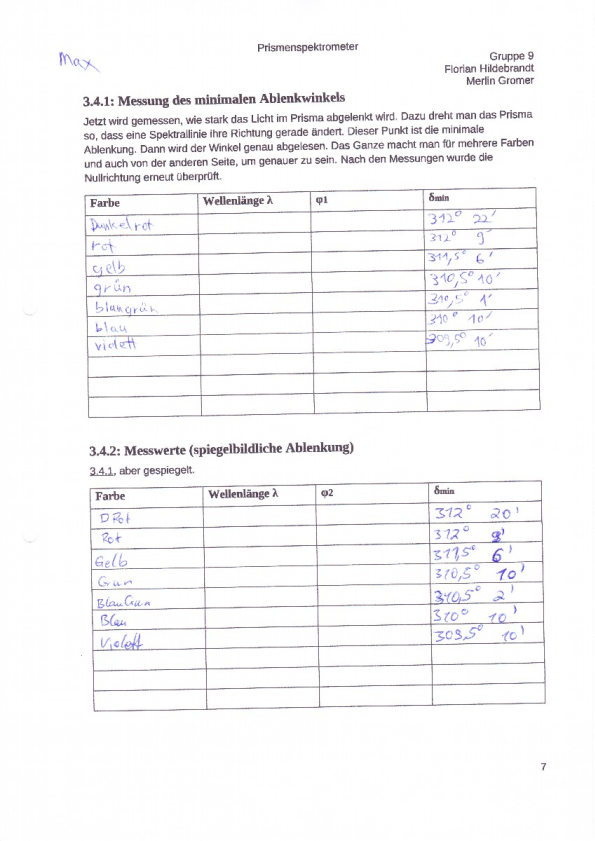 Prismenspektrometer
Max
Gruppe 9
Florian Hildebrandt
Merlin Gromer
3.4.1: Messung des minimalen Ablenkwinkels
Jetzt wird gemessen, wie stark das Licht im Prisma abgelenkt wird. Dazu dreht man das Prisma
so, dass eine Spektrallinie ihre Richtung gerade ändert. Dieser Punkt ist die minimale
Ablenkung. Dann wird der Winkel genau abgelesen. Das Ganze macht man für mehrere Farben
und auch von der anderen Seite, um genauer zu sein. Nach den Messungen wurde die
Nullrichtung erneut überprüft.
Farbe Wellenlänge λ φ1 δmin
Dunkelrot 312° 22'
rot 312° 9'
gelb 311,5° 6'
grün 310,5° 10'
blaugrün 310,5° 1'
blau 310° 10'
violett 309,5° 10'
3.4.2: Messwerte (spiegelbildliche Ablenkung)
3.4.1, aber gespiegelt.
Farbe Wellenlänge λ φ2 δmin
D Rot 312° 20'
Rot 312°
Gelb 311,5° 6'
Grun 310,5° 10'
BlauGrun 310,5° 2'
Blau 310° 10'
Violett 309,5° 10'
7